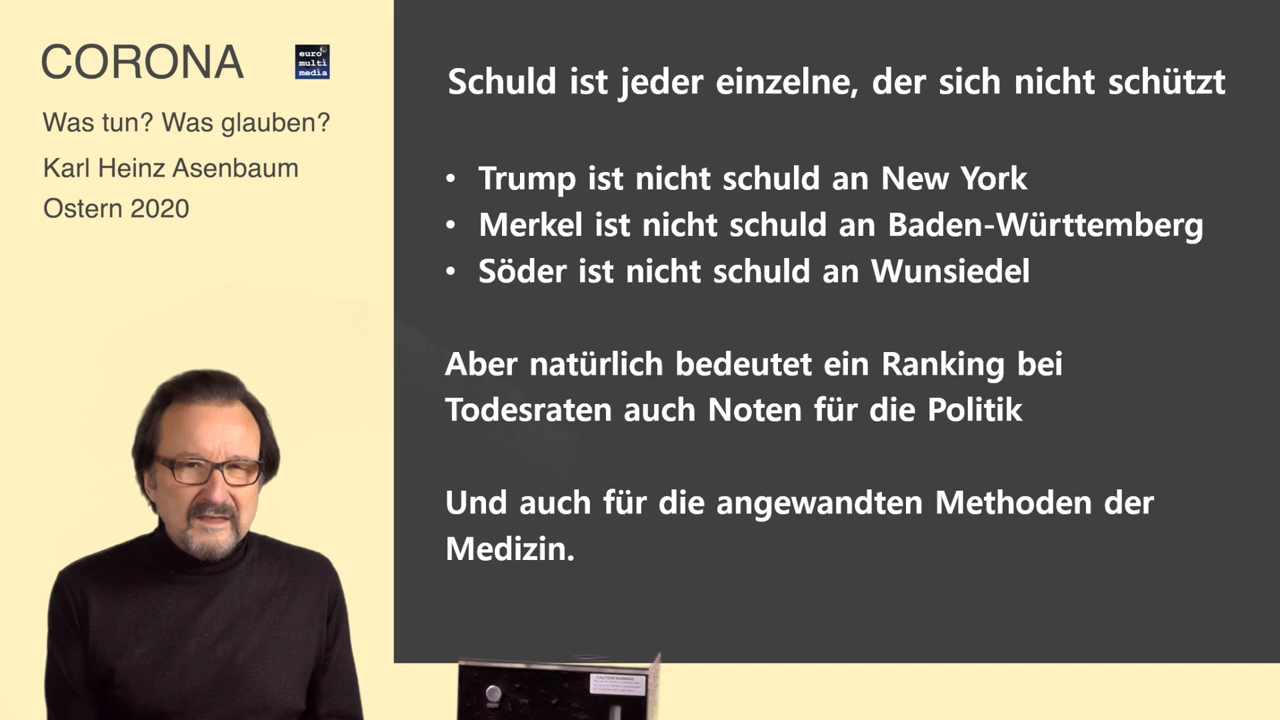 CORONA
euro
multi
media
Was tun? Was glauben?
Karl Heinz Asenbaum
Ostern 2020
Schuld ist jeder einzelne, der sich nicht schützt
• Trump ist nicht schuld an New York
• Merkel ist nicht schuld an Baden-Württemberg
• Söder ist nicht schuld an Wunsiedel
Aber natürlich bedeutet ein Ranking bei
Todesraten auch Noten für die Politik
Und auch für die angewandten Methoden der
Medizin.